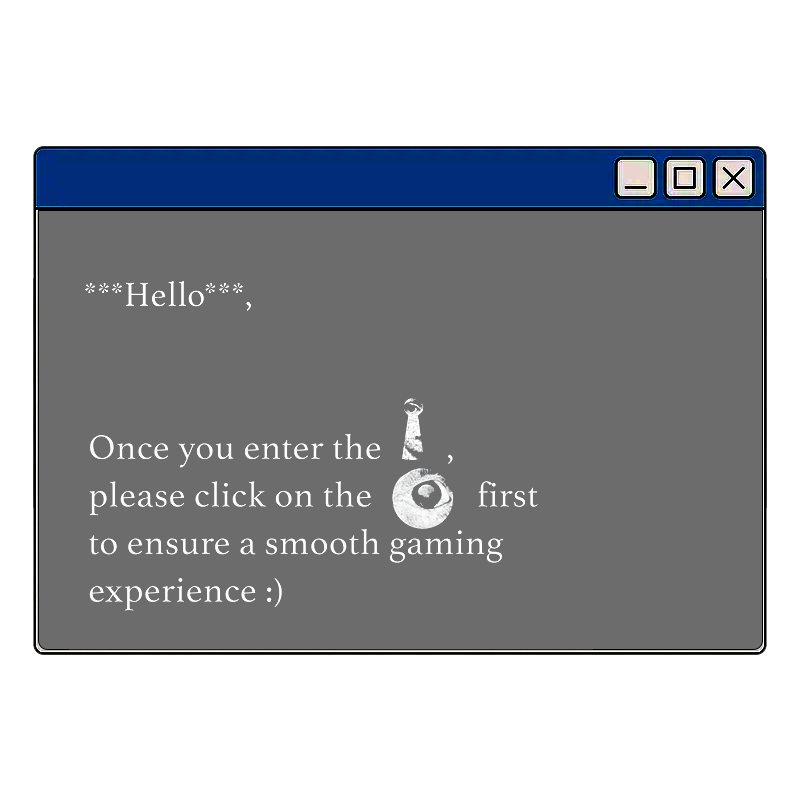 ***Hello***,
Once you enter the ,
please click on the first
to ensure a smooth gaming
experience :)